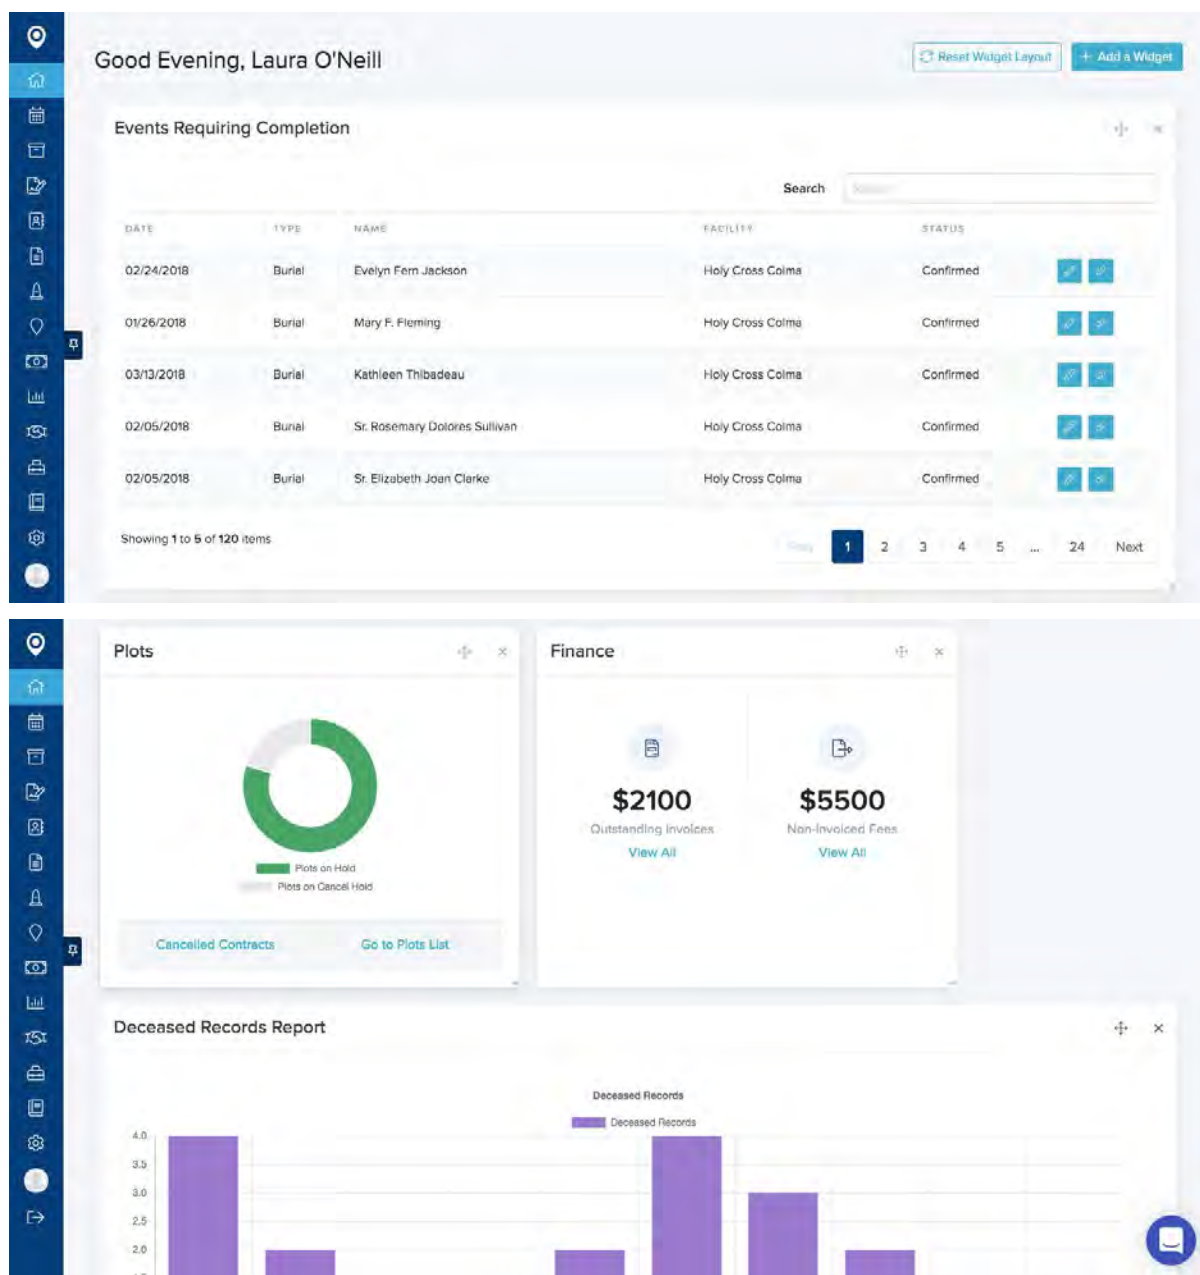 Good Evening, Laura O'Neill
Reset Widget Layout
+ Add a Widget
Events Requiring Completion
Search
DATE TYPE NAME FACILITY STATUS
02/24/2018 Burial Evelyn Fern Jackson Holy Cross Colma Confirmed
01/26/2018 Burial Mary F. Fleming Holy Cross Colma Confirmed
03/13/2018 Burial Kathleen Thibadeau Holy Cross Colma Confirmed
02/05/2018 Burial Sr. Rosemary Dolores Sullivan Holy Cross Colma Confirmed
02/05/2018 Burial Sr. Elizabeth Joan Clarke Holy Cross Colma Confirmed
Showing 1 to 5 of 120 items
Prev 1 2 3 4 5 ... 24 Next
Plots
Plots on Hold
Plots on Cancel Hold
Cancelled Contracts Go to Plots List
Finance
$2100 $5500
Outstanding Invoices Non-Invoiced Fees
View All View All
Deceased Records Report
Deceased Records
Deceased Records
4.0
3.5
3.0
2.5
2.0